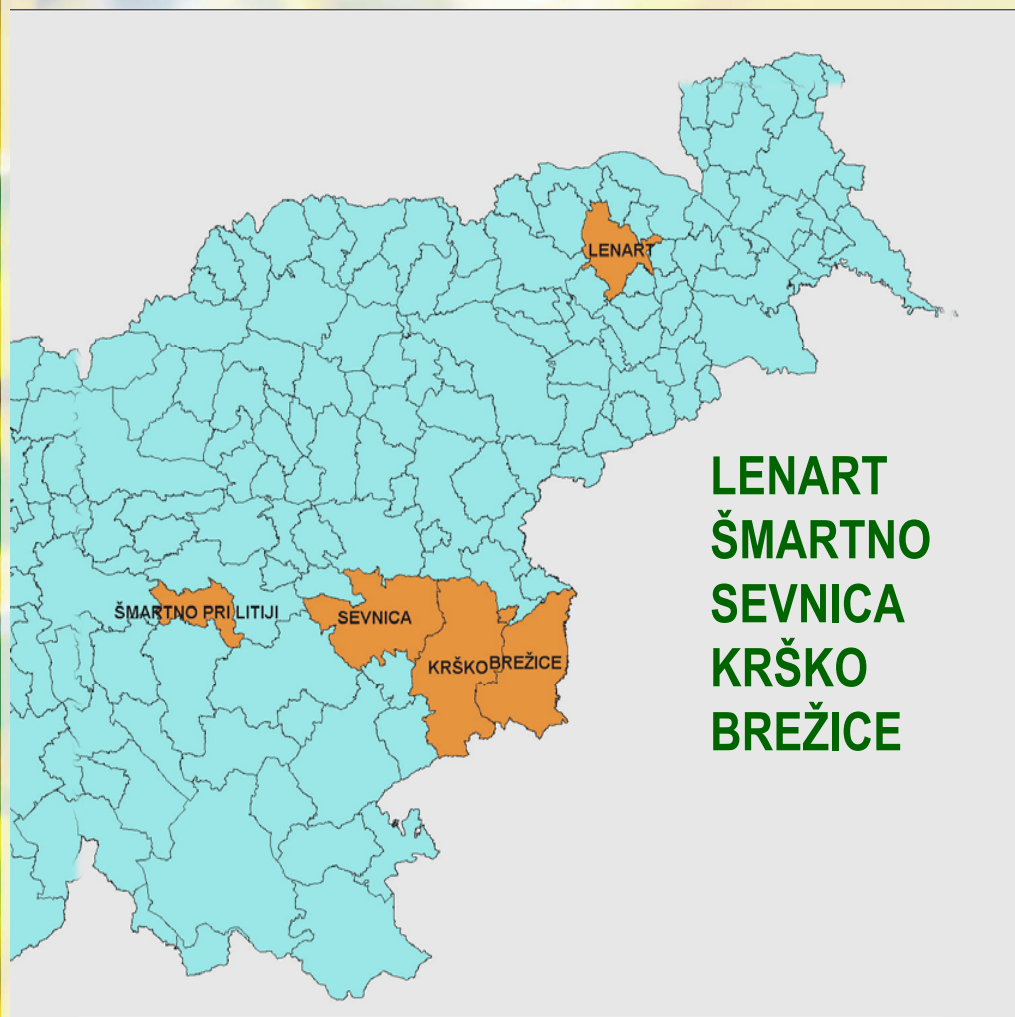 LENART
ŠMARTNO PRI LITIJI
SEVNICA
KRŠKO
BREŽICE
LENART
ŠMARTNO
SEVNICA
KRŠKO
BREŽICE